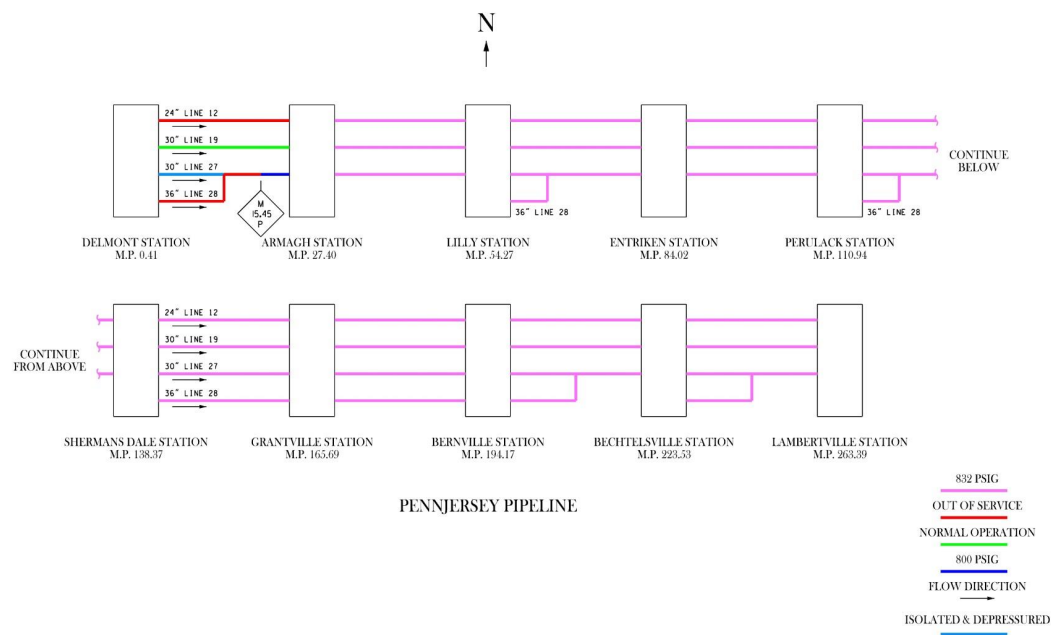 N
24" LINE 12
30" LINE 19
30" LINE 27
36" LINE 28
M
15.45
P
36" LINE 28
36" LINE 28
CONTINUE
BELOW
DELMONT STATION
M.P. 0.41
ARMAGH STATION
M.P. 27.40
LILLY STATION
M.P. 54.27
ENTRIKEN STATION
M.P. 84.02
PERULACK STATION
M.P. 110.94
CONTINUE
FROM ABOVE
24" LINE 12
30" LINE 19
30" LINE 27
36" LINE 28
SHERMANS DALE STATION
M.P. 138.37
GRANTVILLE STATION
M.P. 165.69
BERNVILLE STATION
M.P. 194.17
BECHTELSVILLE STATION
M.P. 223.53
LAMBERTVILLE STATION
M.P. 263.39
PENNJERSEY PIPELINE
832 PSIG
OUT OF SERVICE
NORMAL OPERATION
800 PSIG
FLOW DIRECTION
ISOLATED & DEPRESSURED